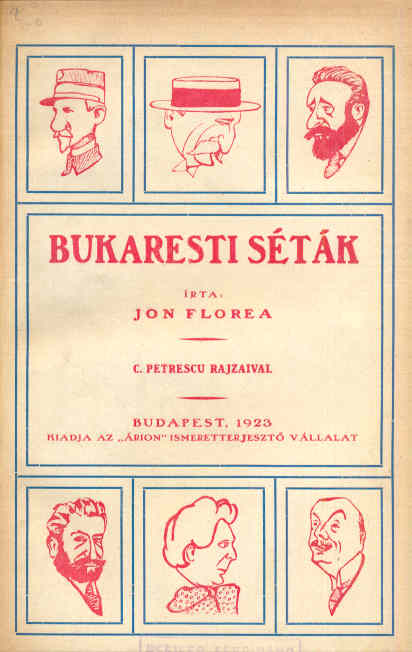 BUKARESTI SÉTÁK
ÍRTA:
JON FLOREA
C. PETRESCU RAJZAIVAL
BUDAPEST, 1923
KIADJA AZ „ÁRION” ISMERETTERJESZTŐ VÁLLALAT